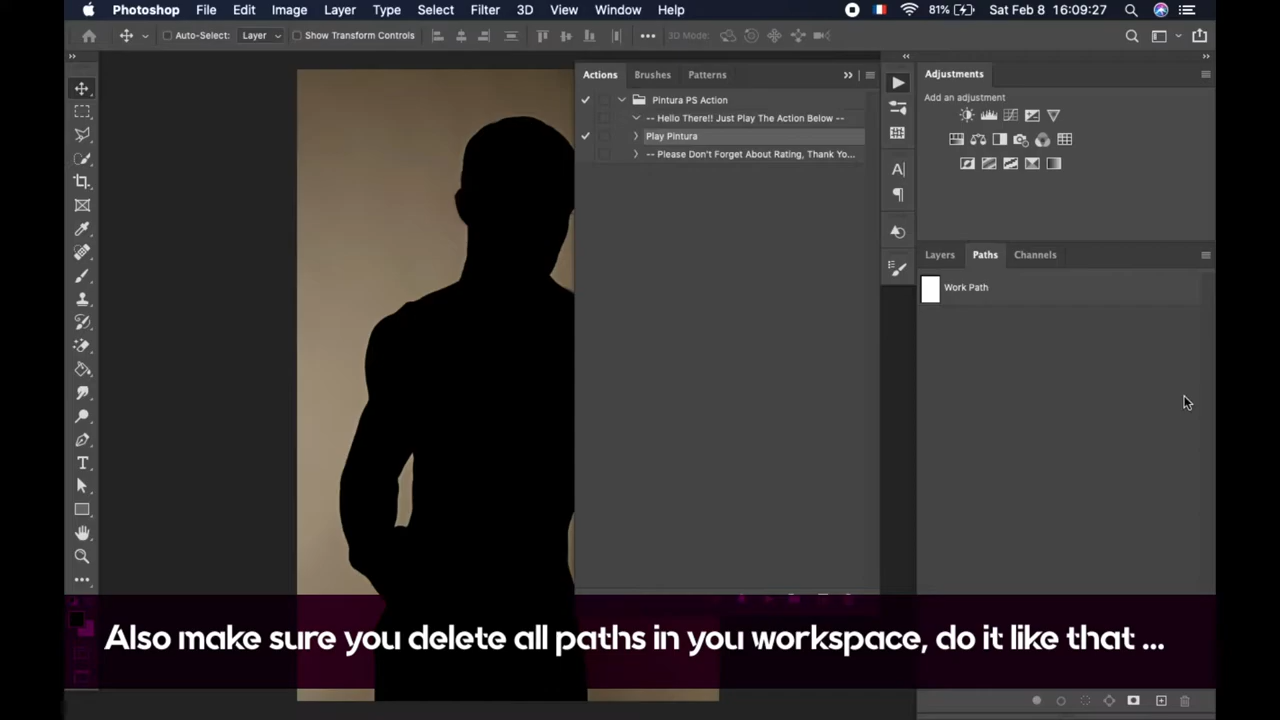 Photoshop File Edit Image Layer Type Select Filter 3D View Window Help 81% Sat Feb 8 16:09:27
Auto-Select: Layer Show Transform Controls 3D Mode:
Actions Brushes Patterns
Adjustments
Add an adjustment
Pintura PS Action
-- Hello There!! Just Play The Action Below --
Play Pintura
-- Please Don't Forget About Rating, Thank Yo...
Layers Paths Channels
Work Path
Also make sure you delete all paths in you workspace, do it like that ...